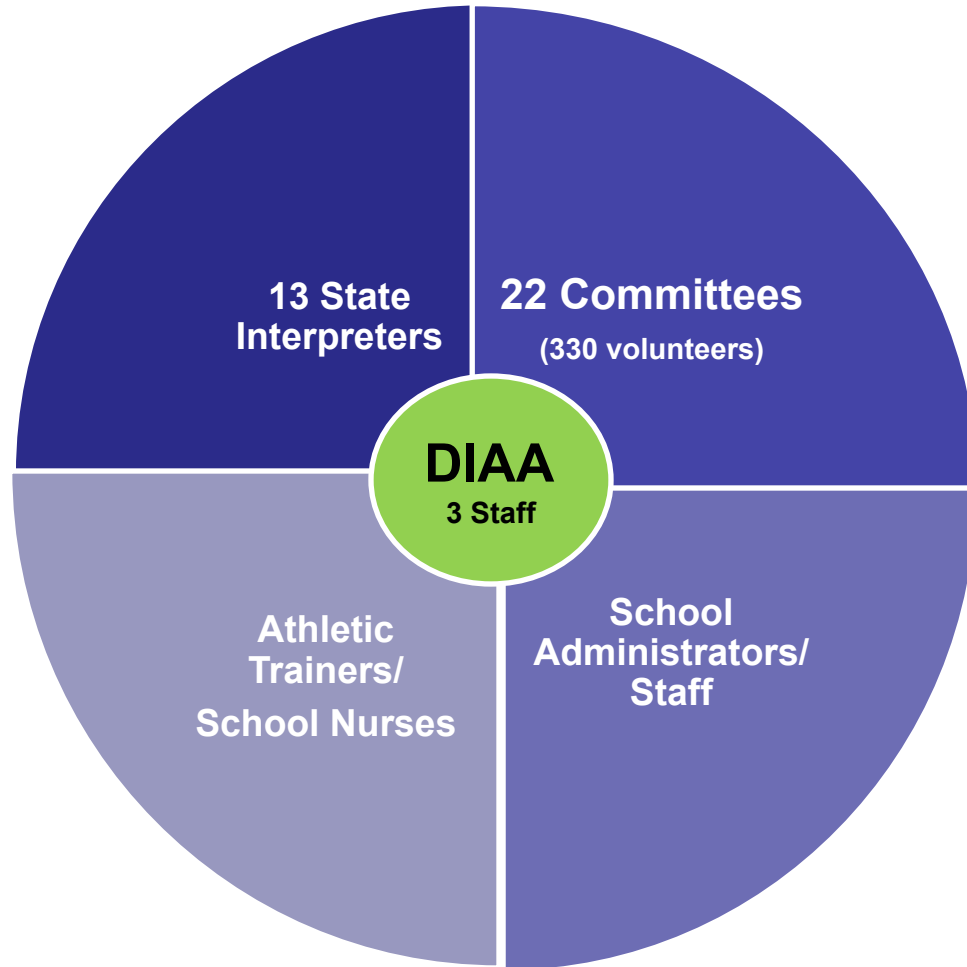 13 State
Interpreters
22 Committees
(330 volunteers)
DIAA
3 Staff
Athletic
Trainers/
School Nurses
School
Administrators/
Staff